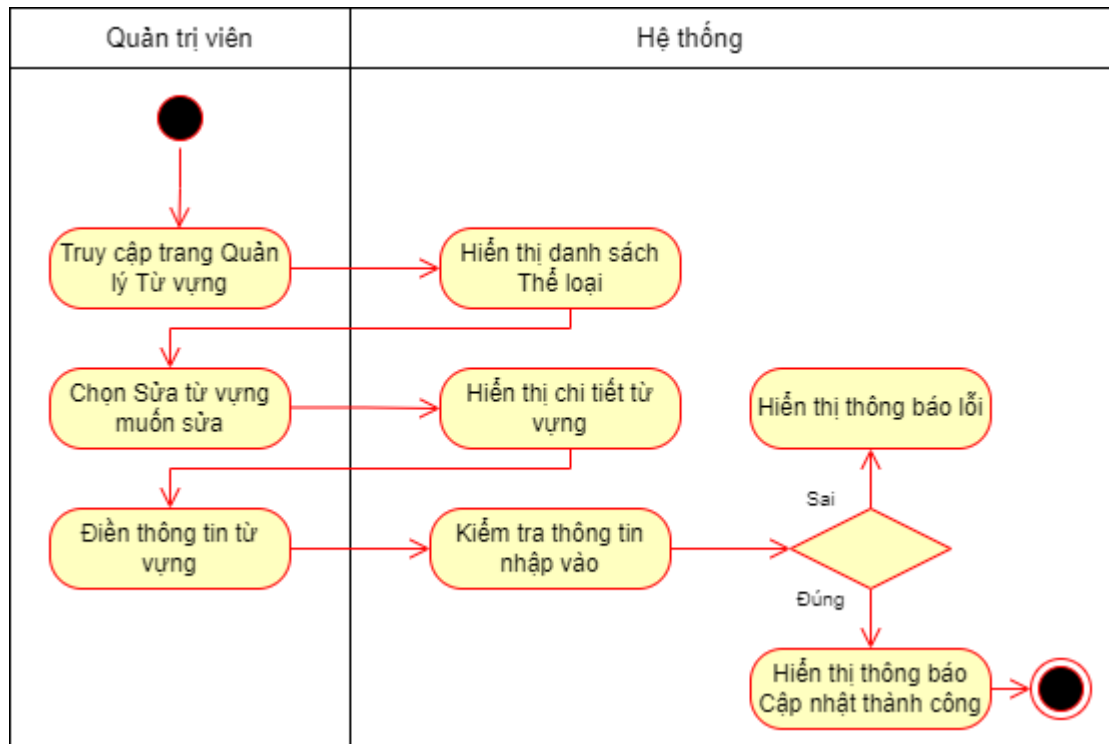 Quản trị viên
Hệ thống
Truy cập trang Quản
lý Từ vựng
Hiển thị danh sách
Thể loại
Chọn Sửa từ vựng
muốn sửa
Hiển thị chi tiết từ
vựng
Hiển thị thông báo lỗi
Sai
Điền thông tin từ
vựng
Kiểm tra thông tin
nhập vào
Đúng
Hiển thị thông báo
Cập nhật thành công